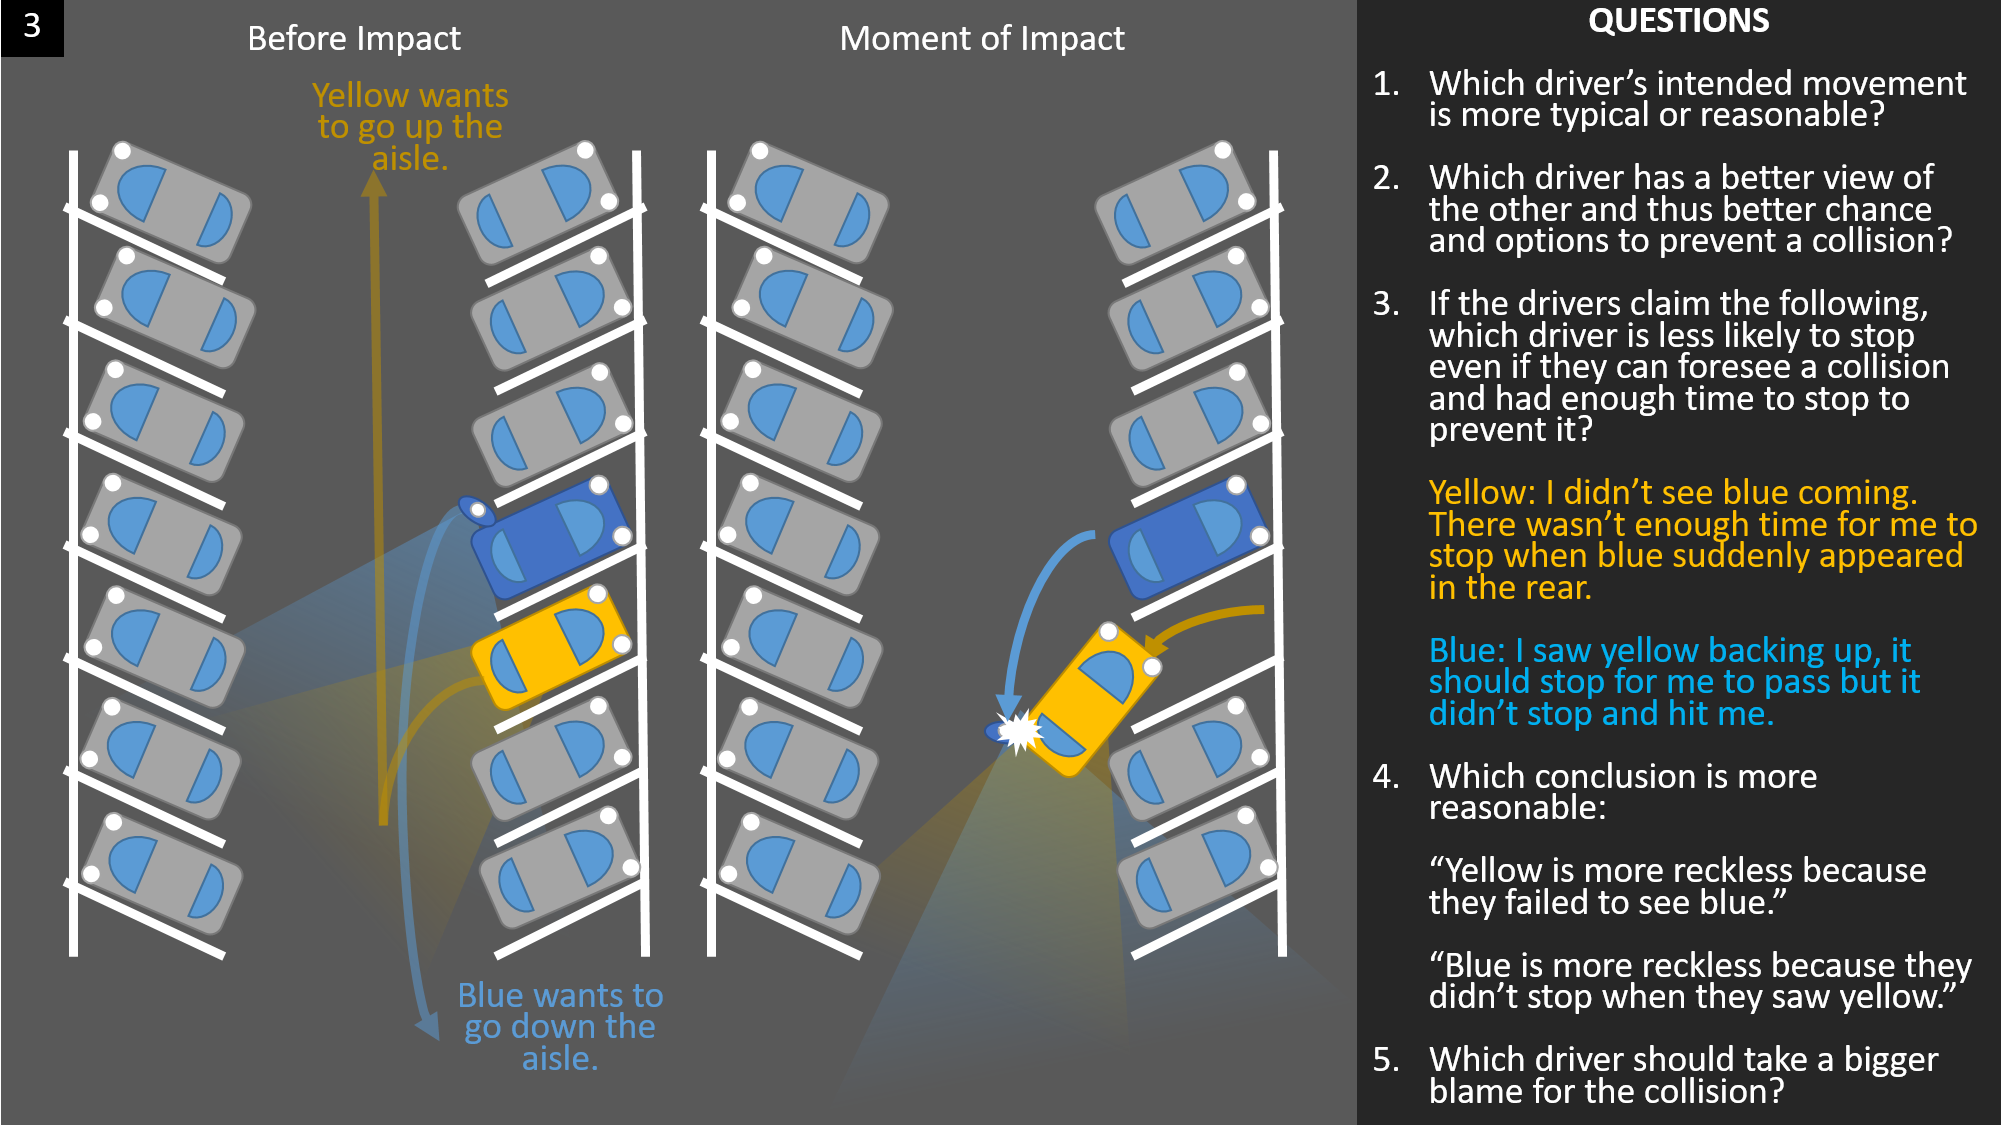 3
Before Impact
Moment of Impact
Yellow wants
to go up the
aisle.
Blue wants to
go down the
aisle.
QUESTIONS
1. Which driver’s intended movement
is more typical or reasonable?
2. Which driver has a better view of
the other and thus better chance
and options to prevent a collision?
3. If the drivers claim the following,
which driver is less likely to stop
even if they can foresee a collision
and had enough time to stop to
prevent it?
Yellow: I didn’t see blue coming.
There wasn’t enough time for me to
stop when blue suddenly appeared
in the rear.
Blue: I saw yellow backing up, it
should stop for me to pass but it
didn’t stop and hit me.
4. Which conclusion is more
reasonable:
“Yellow is more reckless because
they failed to see blue.”
“Blue is more reckless because they
didn’t stop when they saw yellow.”
5. Which driver should take a bigger
blame for the collision?